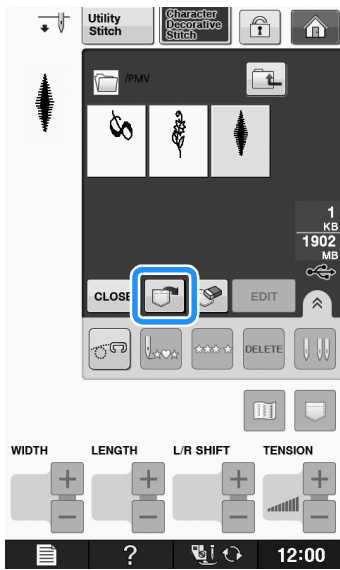 Utility
Stitch
Character
Decorative
Stitch
/PMV
1
KB
1902
MB
CLOSE
EDIT
DELETE
WIDTH
LENGTH
L/R SHIFT
TENSION
?
12:00